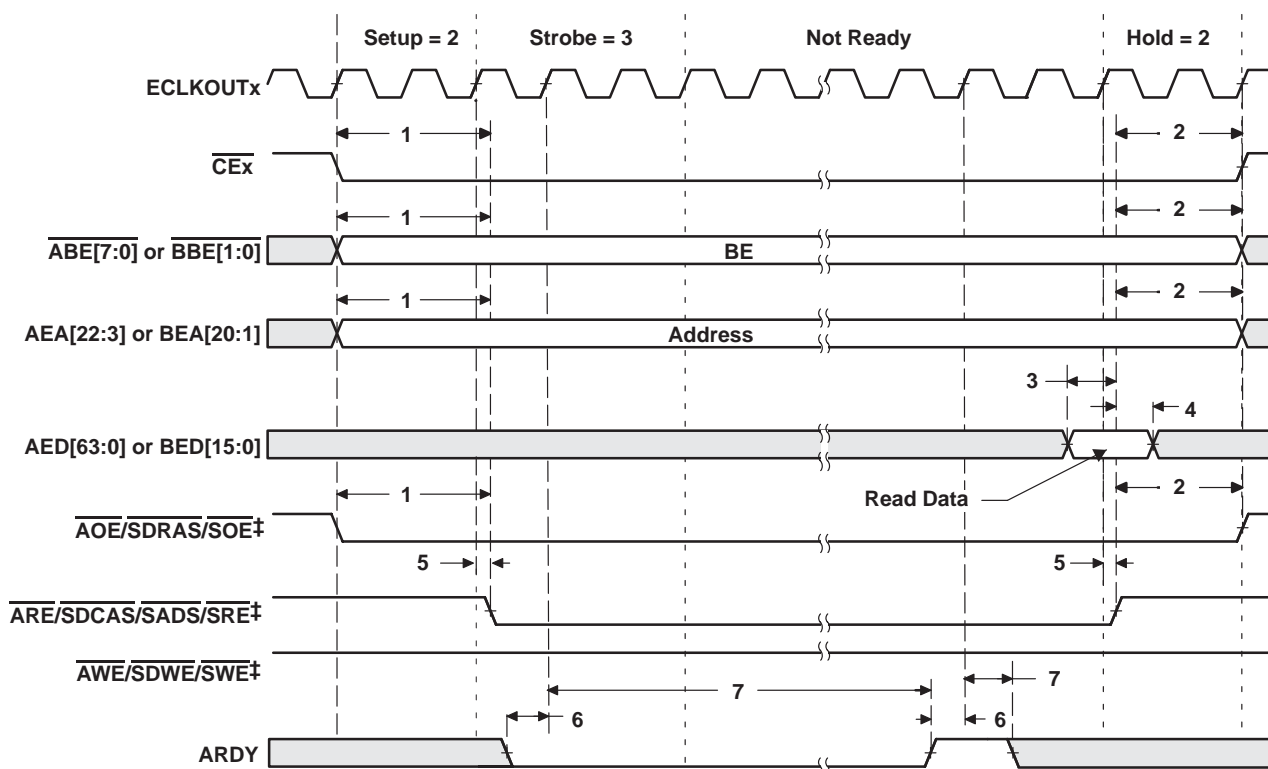 Setup = 2 Strobe = 3 Not Ready Hold = 2
ECLKOUTx
1 2
CEx
1 2
ABE[7:0] or BBE[1:0] BE
1 2
AEA[22:3] or BEA[20:1] Address
3
4
AED[63:0] or BED[15:0]
Read Data
1 2
AOE/SDRAS/SOE‡
5 5
ARE/SDCAS/SADS/SRE‡
AWE/SDWE/SWE‡
7 7
6 6
ARDY